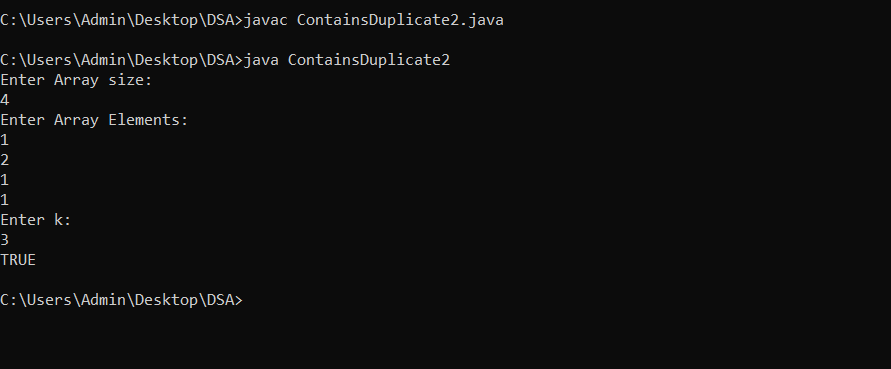 C:\Users\Admin\Desktop\DSA>javac ContainsDuplicate2.java
C:\Users\Admin\Desktop\DSA>java ContainsDuplicate2
Enter Array size:
4
Enter Array Elements:
1
2
1
1
Enter k:
3
TRUE
C:\Users\Admin\Desktop\DSA>